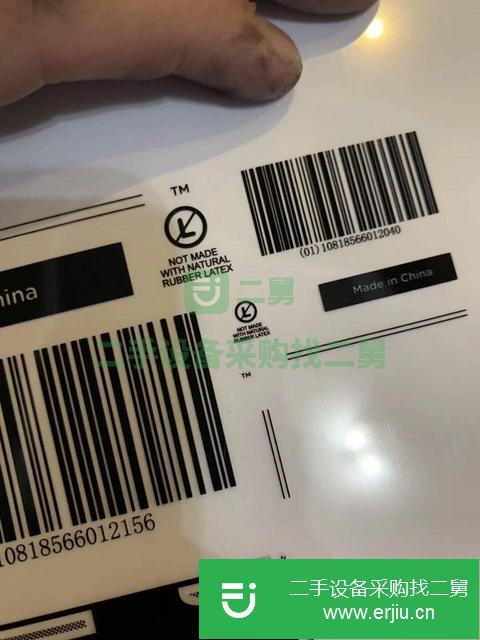 TM
NOT MADE
WITH NATURAL
RUBBER LATEX
(01)10818566012040
Made in China
hina
二舅
NOT MADE
WITH NATURAL
RUBBER LATEX
二手设备采购找二舅
TM
10818566012156
二手设备采购找二舅
www.erjiu.cn